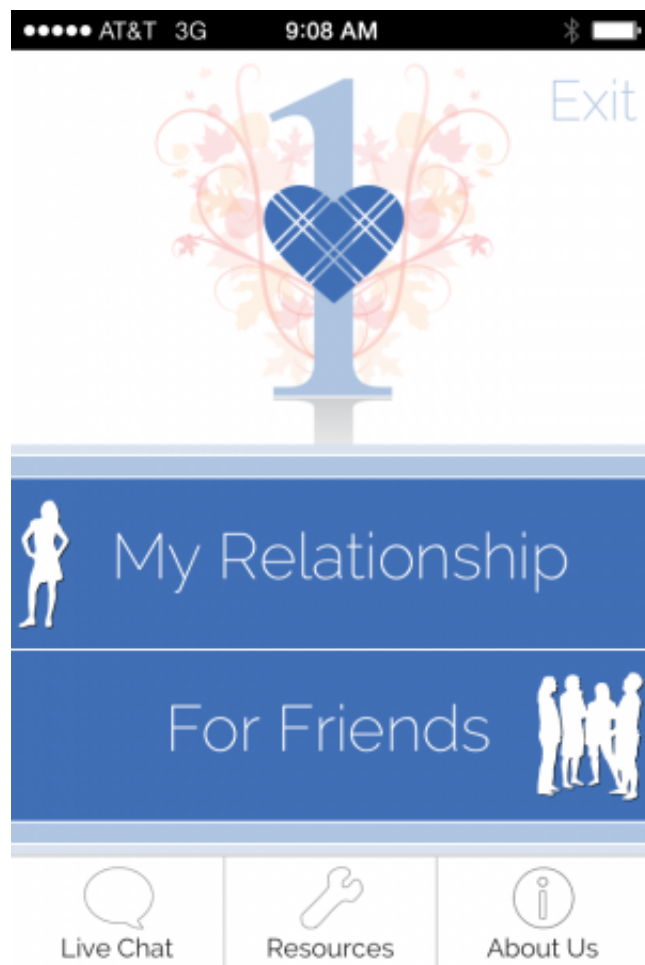 AT&T 3G 9:08 AM
Exit
1
My Relationship
For Friends
Live Chat Resources About Us